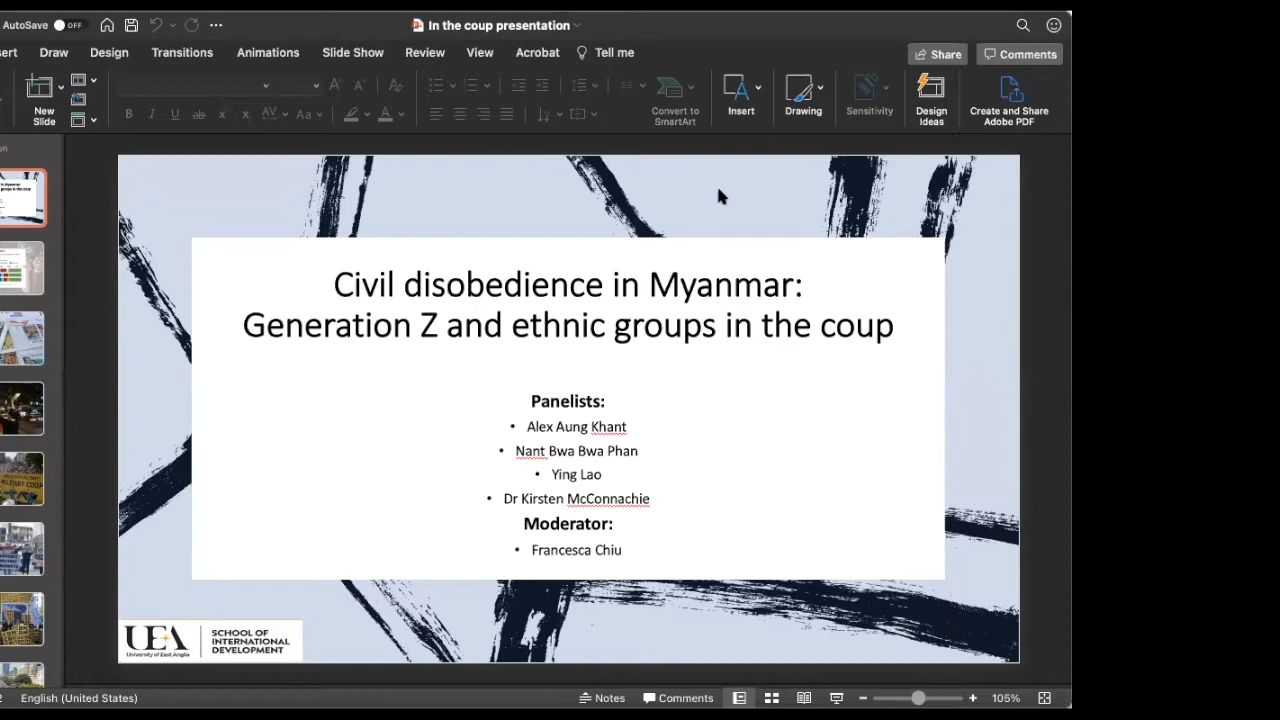 AutoSave OFF
In the coup presentation
Draw Design Transitions Animations Slide Show Review View Acrobat Tell me
Share Comments
New Slide
B I U ab x x AV Aa A
Convert to SmartArt
Insert
Drawing
Sensitivity
Design Ideas
Create and Share Adobe PDF
Civil disobedience in Myanmar:
Generation Z and ethnic groups in the coup
Panelists:
• Alex Aung Khant
• Nant Bwa Bwa Phan
• Ying Lao
• Dr Kirsten McConnachie
Moderator:
• Francesca Chiu
UEA
University of East Anglia
SCHOOL OF
INTERNATIONAL
DEVELOPMENT
English (United States)
Notes Comments 105%